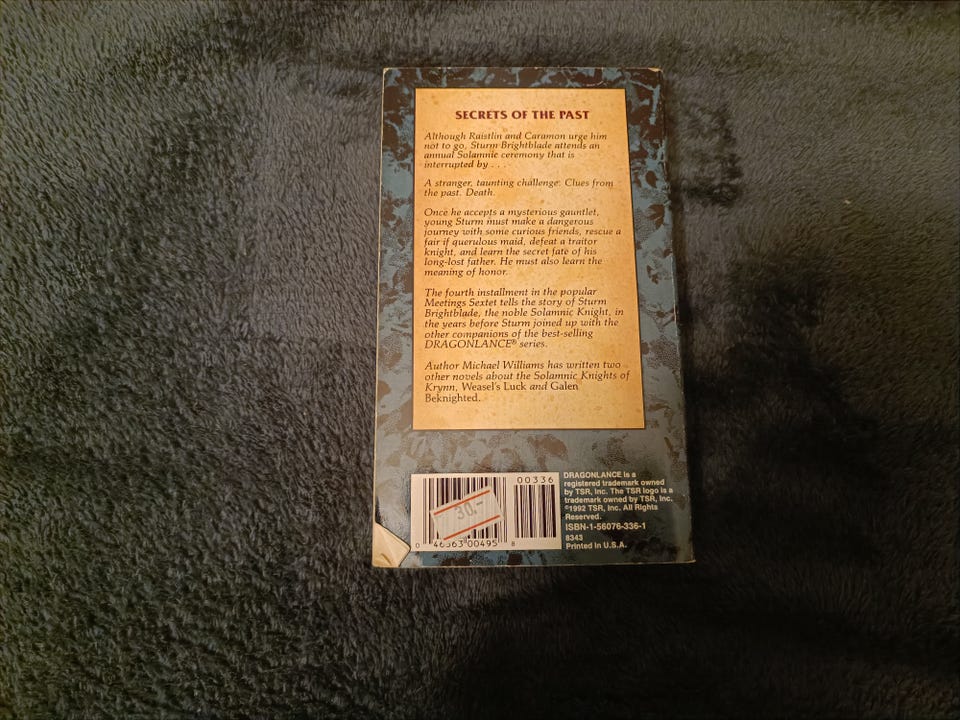 SECRETS OF THE PAST
Although Raistlin and Caramon urge him
not to go, Sturm Brightblade attends an
annual Solamnic ceremony that is
interrupted by . . .
A stranger, taunting challenge: Clues from
the past. Death.
Once he accepts a mysterious gauntlet,
young Sturm must make a dangerous
journey with some curious friends, rescue a
fair if querulous maid, defeat a traitor
knight, and learn the secret fate of his
long-lost father. He must also learn the
meaning of honor.
The fourth installment in the popular
Meetings Sextet tells the story of Sturm
Brightblade, the noble Solamnic Knight, in
the years before Sturm joined up with the
other companions of the best-selling
DRAGONLANCE® series.
Author Michael Williams has written two
other novels about the Solamnic Knights of
Krynn, Weasel's Luck and Galen
Beknighted.
00336
30.-
0 46363 00495 8
DRAGONLANCE is a
registered trademark owned
by TSR, Inc. The TSR logo is a
trademark owned by TSR, Inc.
©1992 TSR, Inc. All Rights
Reserved.
ISBN-1-56076-336-1
8343
Printed in U.S.A.